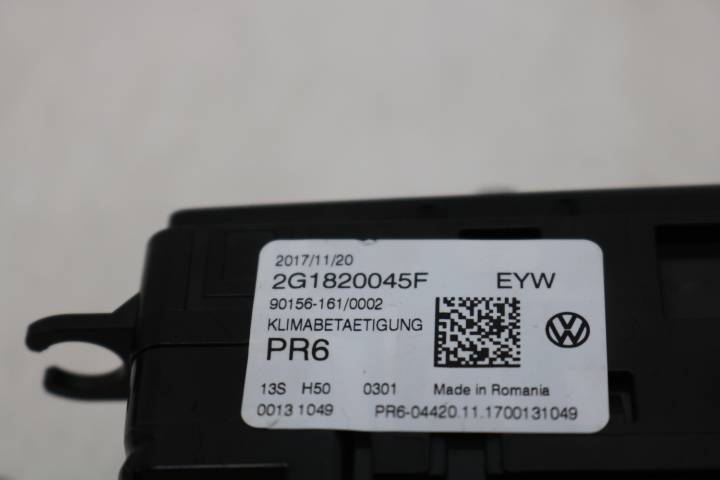 2017/11/20
2G1820045F EYW
90156-161/0002
KLIMABETAETIGUNG
PR6
13S H50 0301 Made in Romania
0013 1049 PR6-04420.11.1700131049